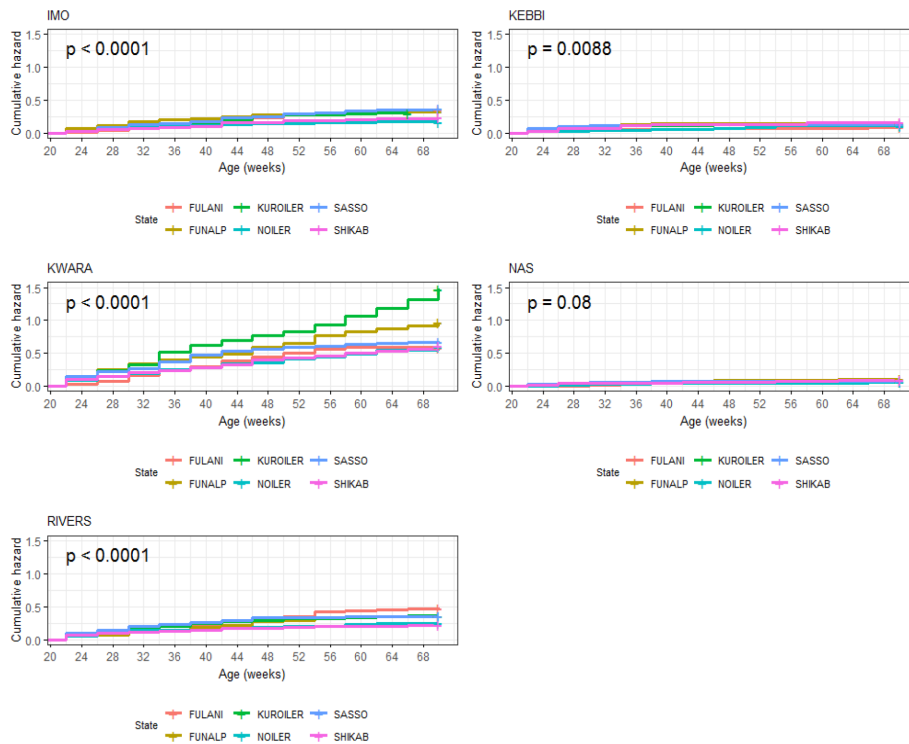 IMO
p < 0.0001
1.5
1.0
0.5
0.0
Cumulative hazard
20 24 28 32 36 40 44 48 52 56 60 64 68
Age (weeks)
State
FULANI KUROILER SASSO
FUNALP NOILER SHIKAB
KEBBI
p = 0.0088
1.5
1.0
0.5
0.0
Cumulative hazard
20 24 28 32 36 40 44 48 52 56 60 64 68
Age (weeks)
State
FULANI KUROILER SASSO
FUNALP NOILER SHIKAB
KWARA
p < 0.0001
1.5
1.0
0.5
0.0
Cumulative hazard
20 24 28 32 36 40 44 48 52 56 60 64 68
Age (weeks)
State
FULANI KUROILER SASSO
FUNALP NOILER SHIKAB
NAS
p = 0.08
1.5
1.0
0.5
0.0
Cumulative hazard
20 24 28 32 36 40 44 48 52 56 60 64 68
Age (weeks)
State
FULANI KUROILER SASSO
FUNALP NOILER SHIKAB
RIVERS
p < 0.0001
1.5
1.0
0.5
0.0
Cumulative hazard
20 24 28 32 36 40 44 48 52 56 60 64 68
Age (weeks)
State
FULANI KUROILER SASSO
FUNALP NOILER SHIKAB